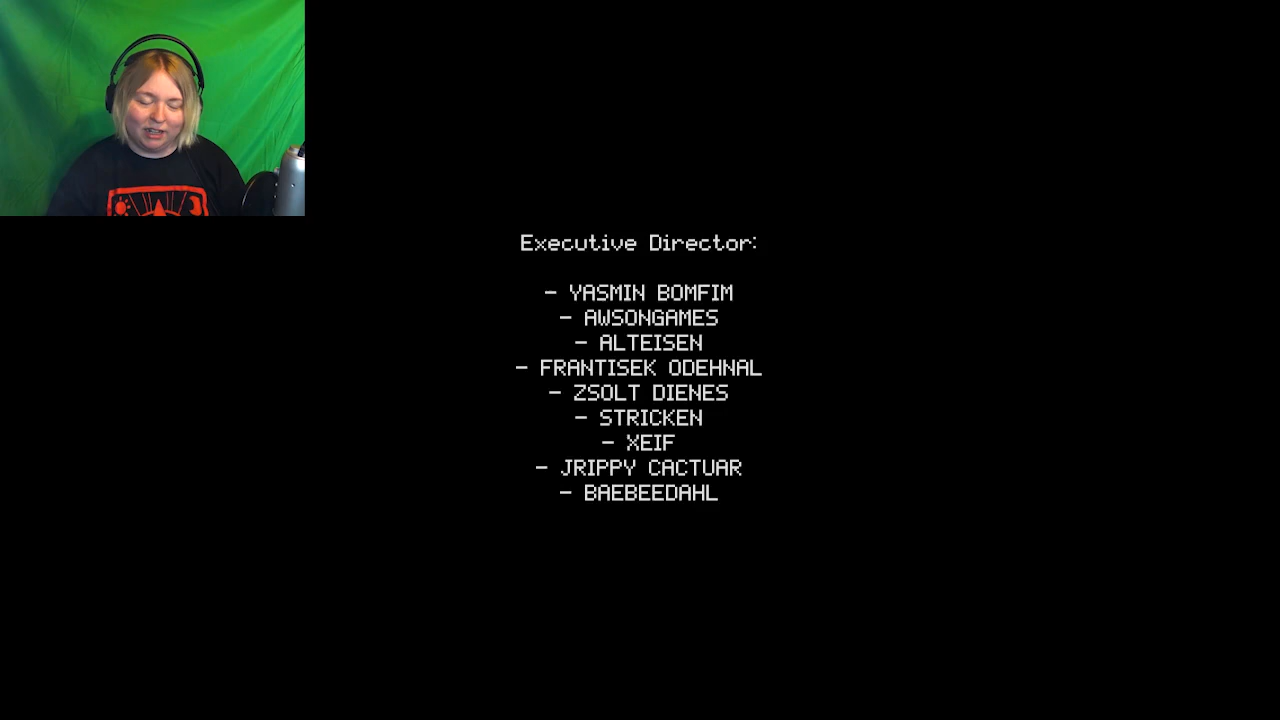 Executive Director:
- YASMIN BOMFIM
- AWSONGAMES
- ALTEISEN
- FRANTISEK ODEHNAL
- ZSOLT DIENES
- STRICKEN
- XEIF
- JRIPPY CACTUAR
- BAEBEEDAHL